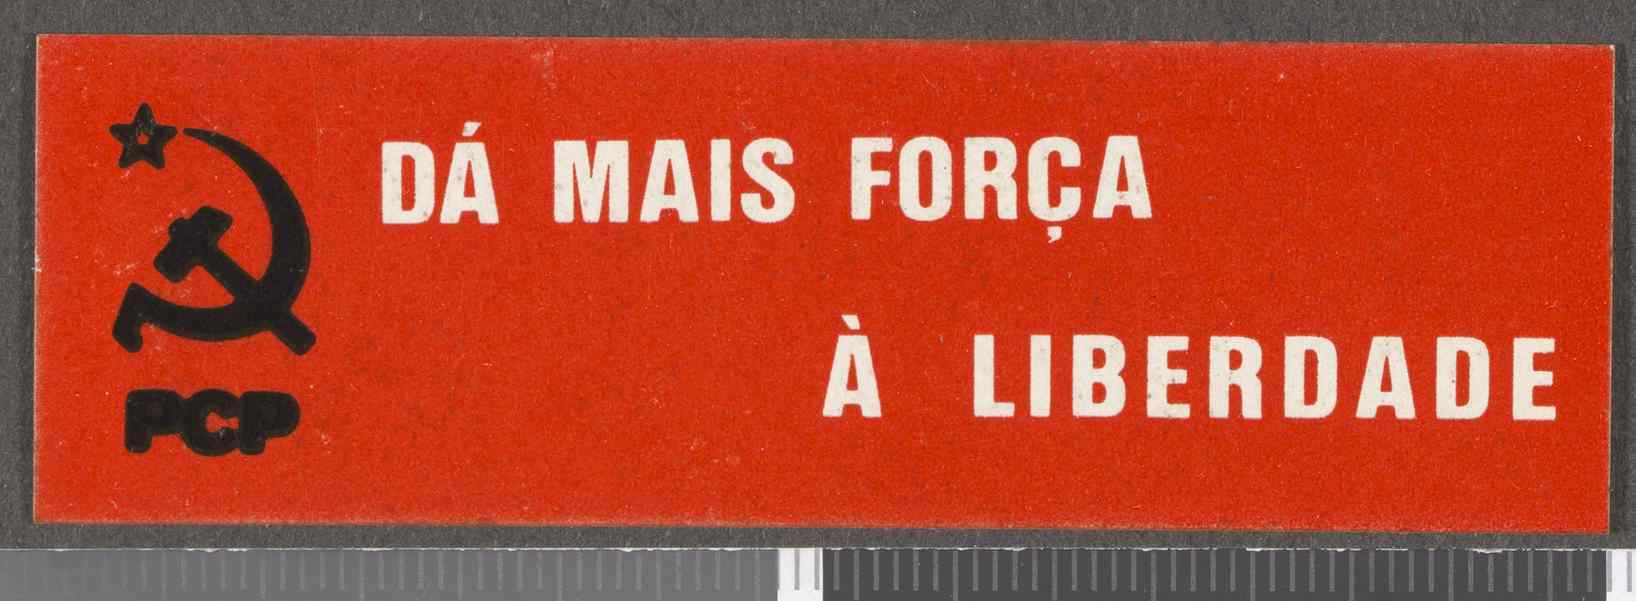 DÁ MAIS FORÇA
À LIBERDADE
PCP